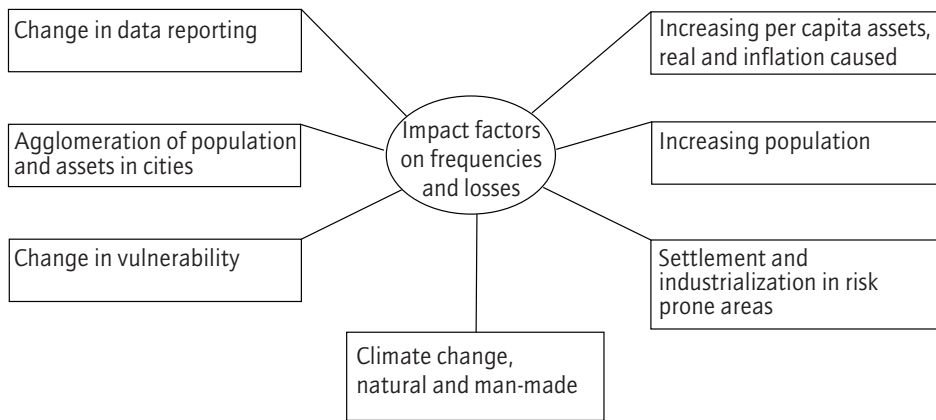 Change in data reporting
Increasing per capita assets,
real and inflation caused
Impact factors
on frequencies
and losses
Agglomeration of population
and assets in cities
Increasing population
Change in vulnerability
Settlement and
industrialization in risk
prone areas
Climate change,
natural and man-made